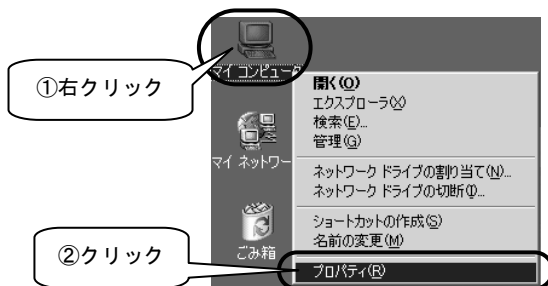 ①右クリック
マイ コンピュータ
マイ ネットワー
ごみ箱
②クリック
開く(O)
エクスプローラ(X)
検索(E)...
管理(G)
ネットワーク ドライブの割り当て(N)...
ネットワーク ドライブの切断(I)...
ショートカットの作成(S)
名前の変更(M)
プロパティ(R)